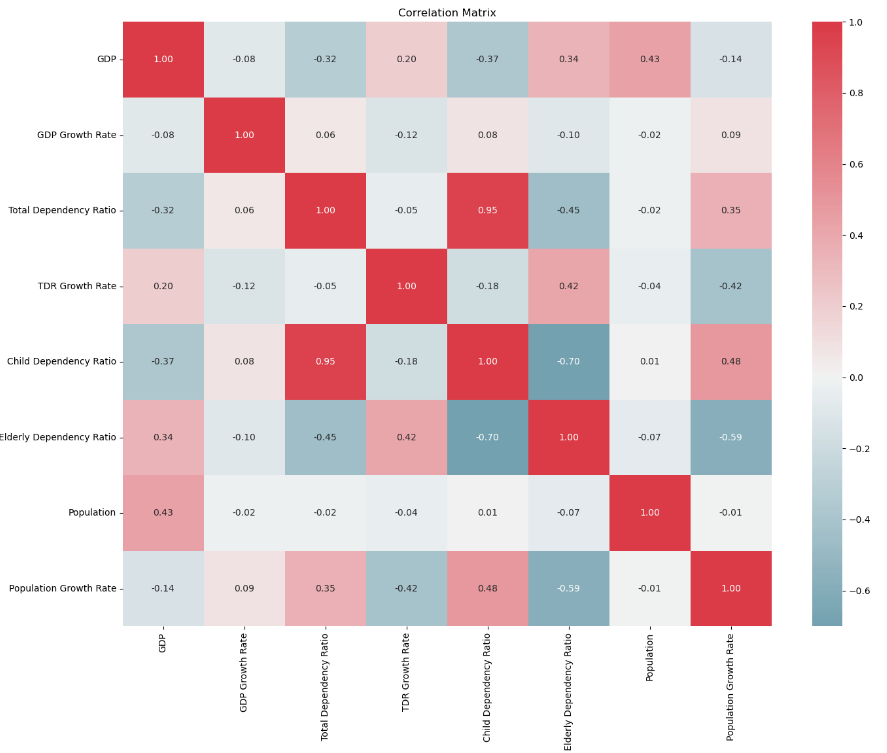 Correlation Matrix
GDP 1.00 -0.08 -0.32 0.20 -0.37 0.34 0.43 -0.14
GDP Growth Rate -0.08 1.00 0.06 -0.12 0.08 -0.10 -0.02 0.09
Total Dependency Ratio -0.32 0.06 1.00 -0.05 0.95 -0.45 -0.02 0.35
TDR Growth Rate 0.20 -0.12 -0.05 1.00 -0.18 0.42 -0.04 -0.42
Child Dependency Ratio -0.37 0.08 0.95 -0.18 1.00 -0.70 0.01 0.48
Elderly Dependency Ratio 0.34 -0.10 -0.45 0.42 -0.70 1.00 -0.07 -0.59
Population 0.43 -0.02 -0.02 -0.04 0.01 -0.07 1.00 -0.01
Population Growth Rate -0.14 0.09 0.35 -0.42 0.48 -0.59 -0.01 1.00
GDP
GDP Growth Rate
Total Dependency Ratio
TDR Growth Rate
Child Dependency Ratio
Elderly Dependency Ratio
Population
Population Growth Rate
1.0
0.8
0.6
0.4
0.2
0.0
−0.2
−0.4
−0.6